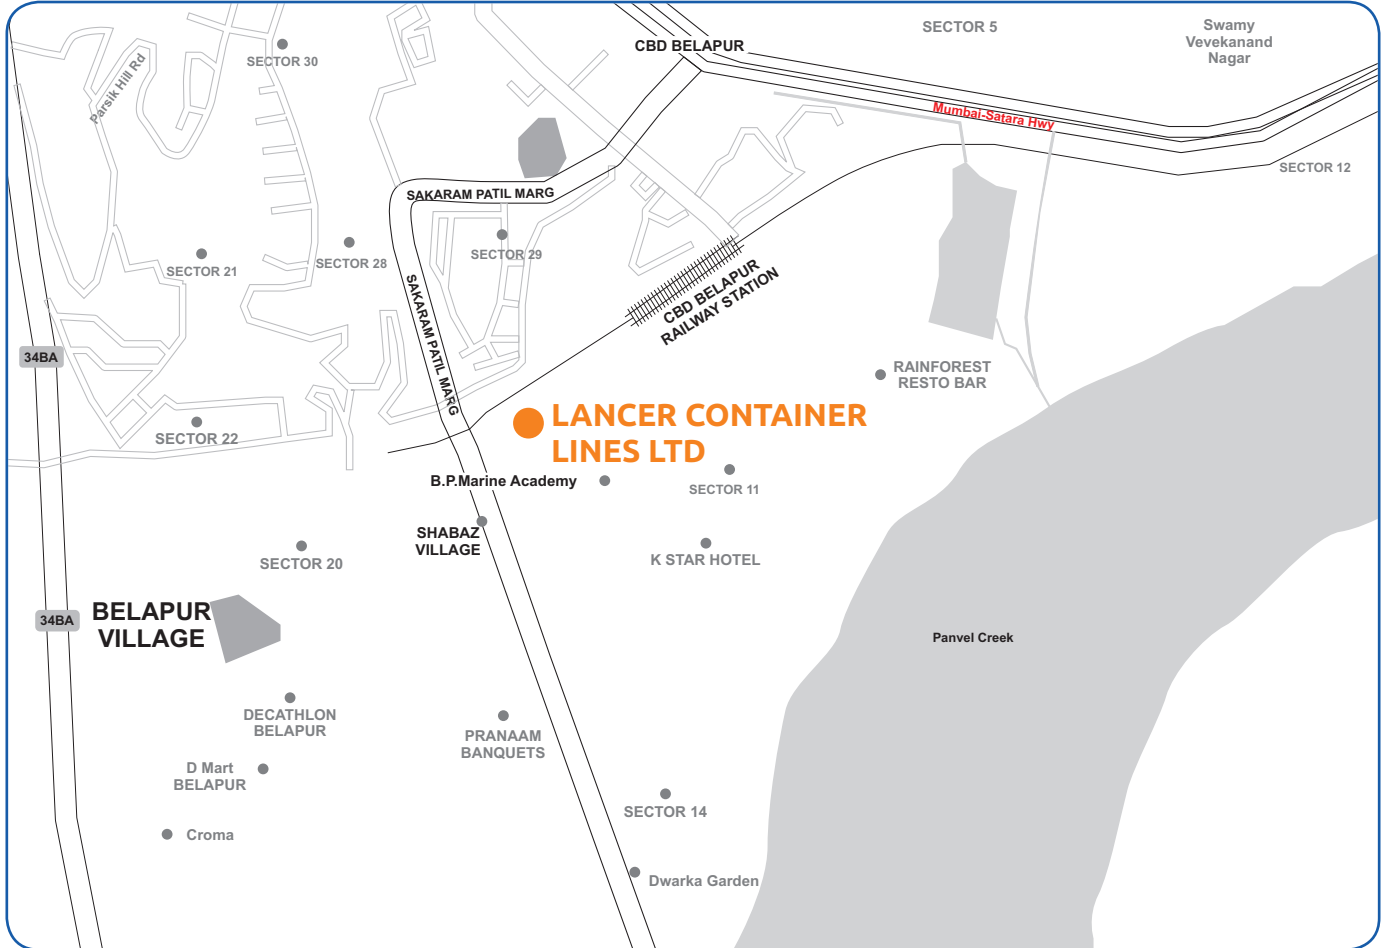 SECTOR 5
Swamy
Vevekanand
Nagar
CBD BELAPUR
SECTOR 30
Parsik Hill Rd
Mumbai-Satara Hwy
SECTOR 12
SAKARAM PATIL MARG
SECTOR 29
SECTOR 28
SECTOR 21
SAKARAM PATIL MARG
CBD BELAPUR
RAILWAY STATION
34BA
RAINFOREST
RESTO BAR
LANCER CONTAINER
LINES LTD
SECTOR 22
B.P.Marine Academy
SECTOR 11
SHABAZ
VILLAGE
SECTOR 20
K STAR HOTEL
34BA
BELAPUR
VILLAGE
Panvel Creek
DECATHLON
BELAPUR
PRANAAM
BANQUETS
D Mart
BELAPUR
SECTOR 14
Croma
Dwarka Garden